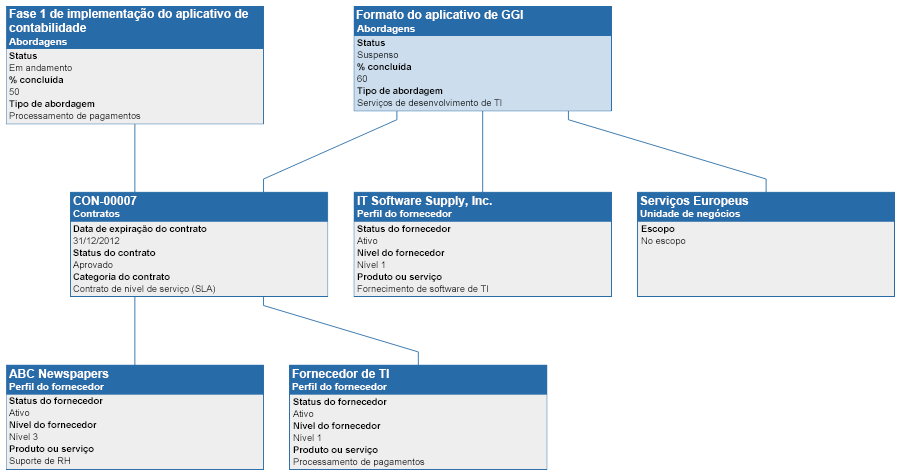 Fase 1 de implementação do aplicativo de
contabilidade
Abordagens
Status
Em andamento
% concluída
50
Tipo de abordagem
Processamento de pagamentos
Formato do aplicativo de GGI
Abordagens
Status
Suspenso
% concluída
60
Tipo de abordagem
Serviços de desenvolvimento de TI
CON-00007
Contratos
Data de expiração do contrato
31/12/2012
Status do contrato
Aprovado
Categoria do contrato
Contrato de nível de serviço (SLA)
IT Software Supply, Inc.
Perfil do fornecedor
Status do fornecedor
Ativo
Nível do fornecedor
Nível 1
Produto ou serviço
Fornecimento de software de TI
Serviços Europeus
Unidade de negócios
Escopo
No escopo
ABC Newspapers
Perfil do fornecedor
Status do fornecedor
Ativo
Nível do fornecedor
Nível 3
Produto ou serviço
Suporte de RH
Fornecedor de TI
Perfil do fornecedor
Status do fornecedor
Ativo
Nível do fornecedor
Nível 1
Produto ou serviço
Processamento de pagamentos